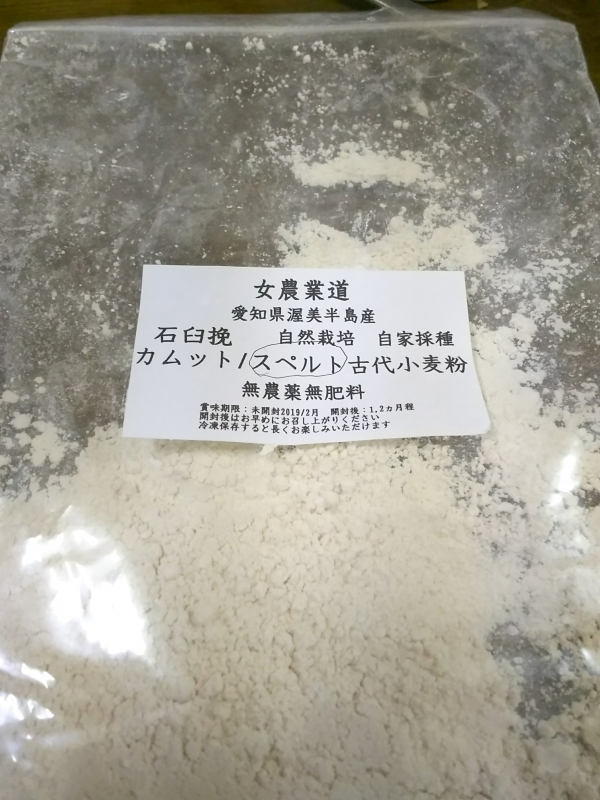 女農業道
愛知県渥美半島産
石臼挽 自然栽培 自家採種
カムット/スペルト古代小麦粉
無農薬無肥料
賞味期限:未開封2019/2月 開封後:1,2ヵ月程
開封後はお早めにお召し上がりください
冷凍保存すると長くお楽しみいただけます